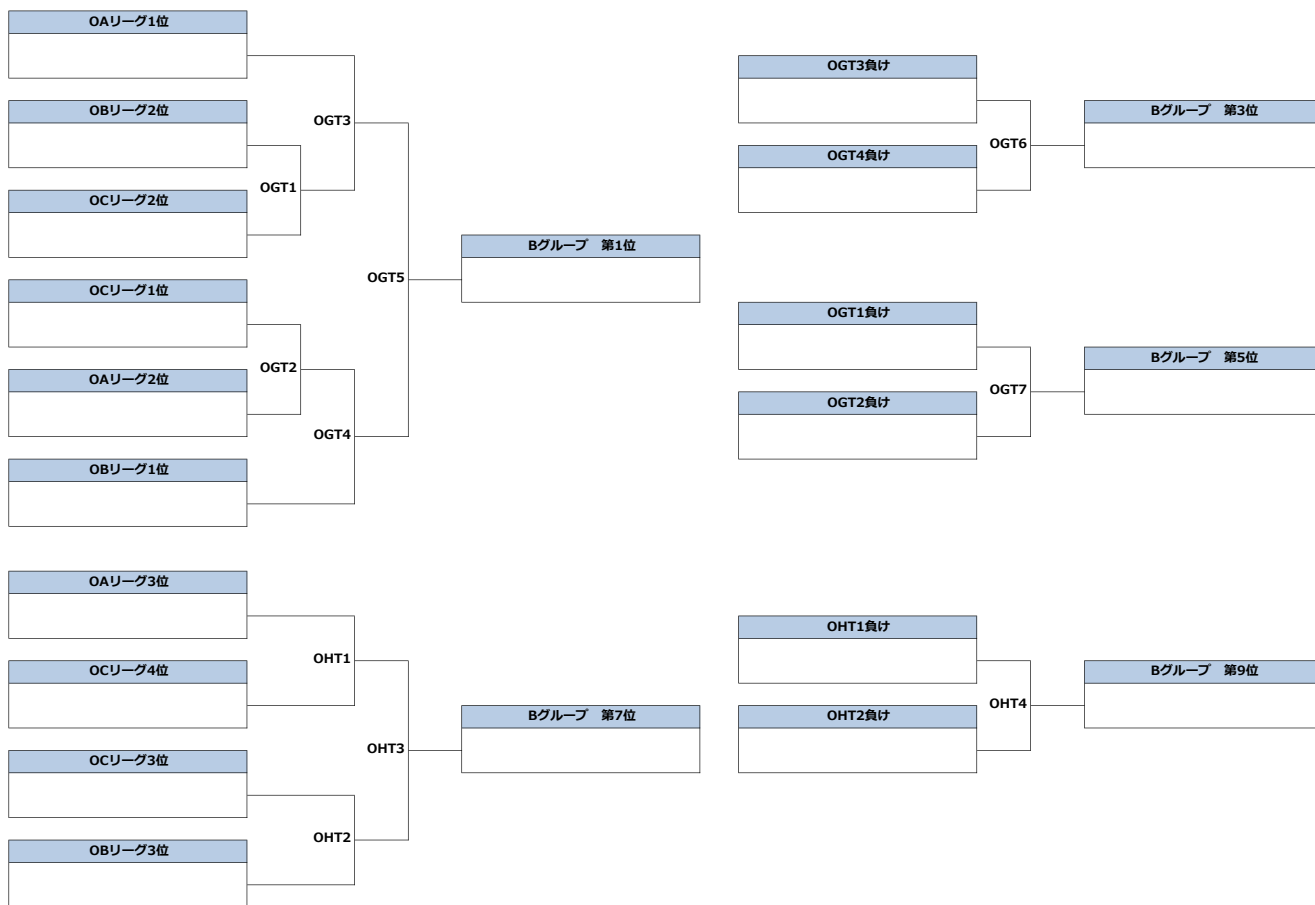 OAリーグ1位
OBリーグ2位
OGT3
OGT1
OCリーグ2位
OCリーグ1位
OGT2
OAリーグ2位
OGT4
OBリーグ1位
OGT5
Bグループ　第1位
OGT3負け
OGT4負け
OGT6
Bグループ　第3位
OGT1負け
OGT2負け
OGT7
Bグループ　第5位
OAリーグ3位
OHT1
OCリーグ4位
OCリーグ3位
OHT2
OBリーグ3位
OHT3
Bグループ　第7位
OHT1負け
OHT2負け
OHT4
Bグループ　第9位